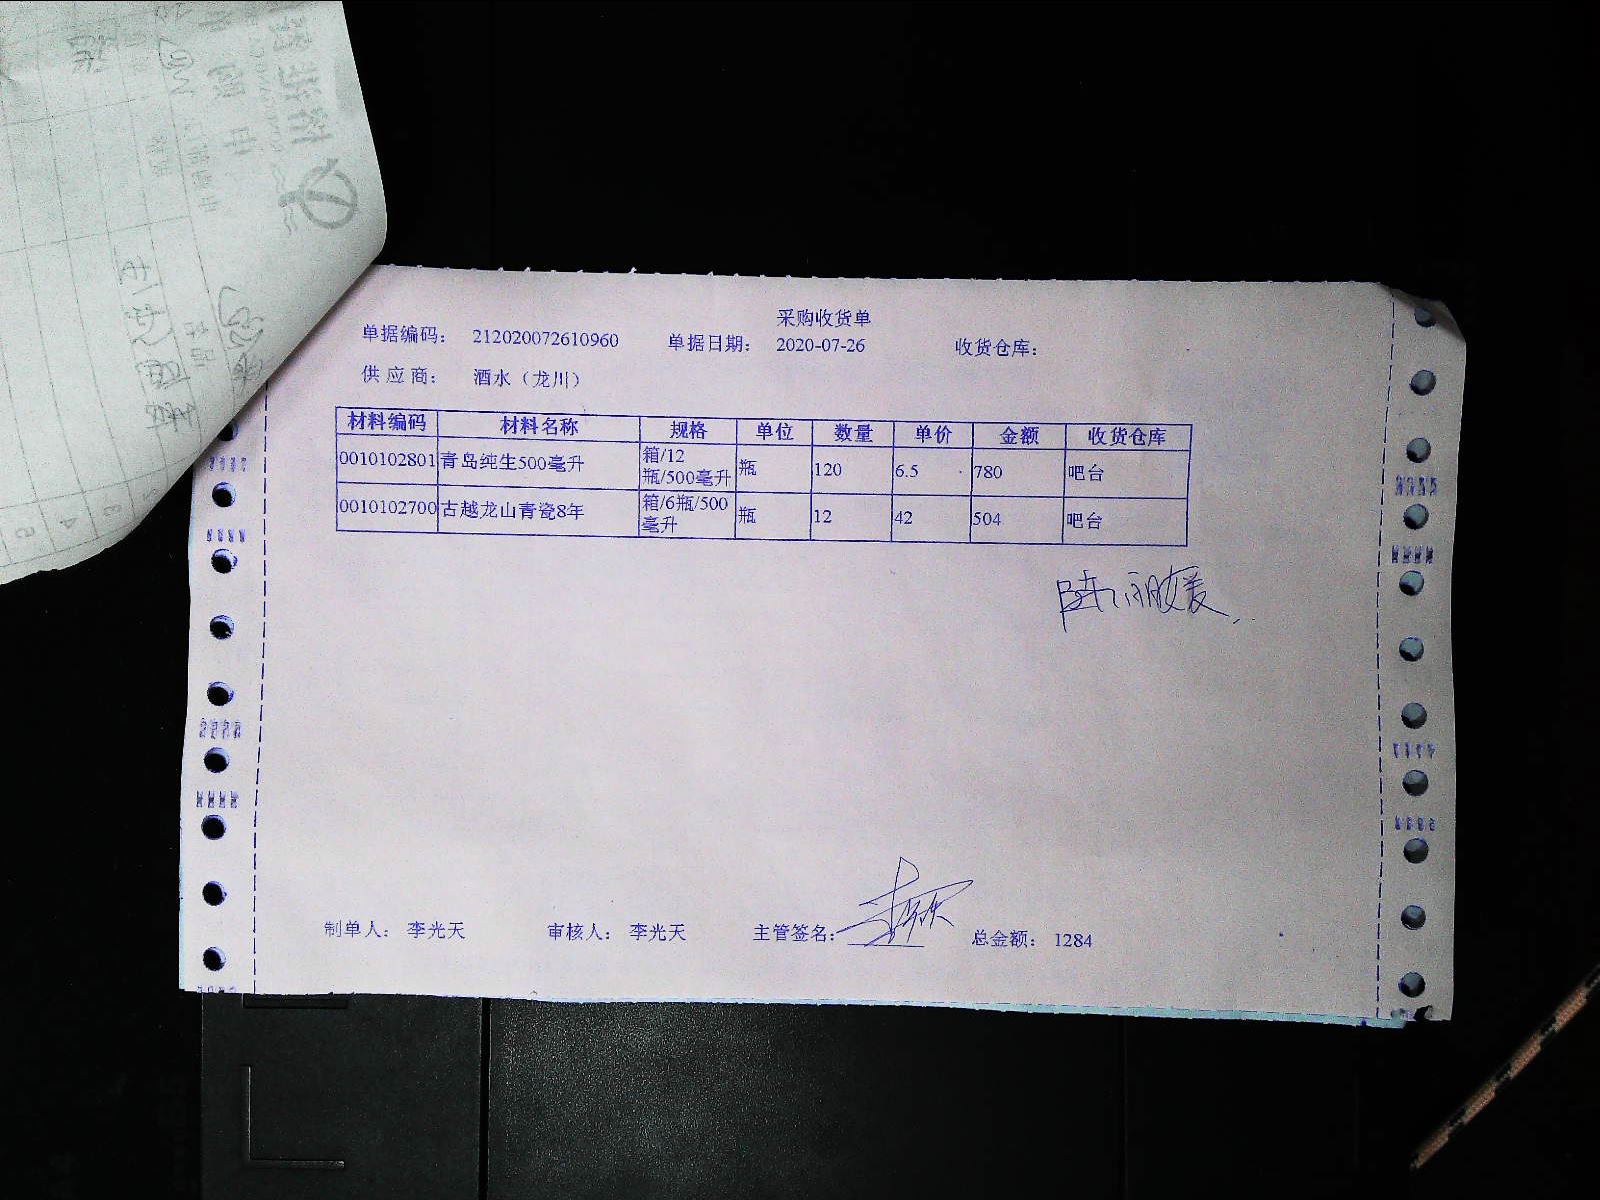 采购收货单
单据编码： 212020072610960 单据日期： 2020-07-26 收货仓库：
供应商： 酒水（龙川）
材料编码 材料名称 规格 单位 数量 单价 金额 收货仓库
0010102801 青岛纯生500毫升 箱/12瓶/500毫升 瓶 120 6.5 780 吧台
0010102700 古越龙山青瓷8年 箱/6瓶/500毫升 瓶 12 42 504 吧台
制单人： 李光天 审核人： 李光天 主管签名： 总金额： 1284